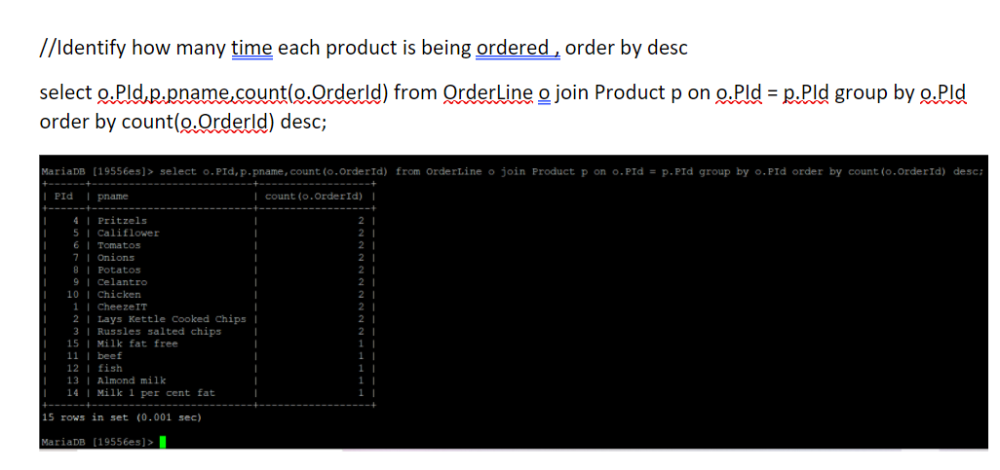 //Identify how many time each product is being ordered , order by desc
select o.PId,p.pname,count(o.OrderId) from OrderLine o join Product p on o.PId = p.PId group by o.PId
order by count(o.OrderId) desc;
MariaDB [19556es]> select o.PId,p.pname,count(o.OrderId) from OrderLine o join Product p on o.PId = p.PId group by o.PId order by count(o.OrderId) desc;
+------+----------------------------+------------------+
| PId | pname | count(o.OrderId) |
+------+----------------------------+------------------+
| 4 | Pritzels | 2 |
| 5 | Califlower | 2 |
| 6 | Tomatos | 2 |
| 7 | Onions | 2 |
| 8 | Potatos | 2 |
| 9 | Celantro | 2 |
| 10 | Chicken | 2 |
| 1 | CheezeIT | 2 |
| 2 | Lays Kettle Cooked Chips | 2 |
| 3 | Russles salted chips | 2 |
| 15 | Milk fat free | 1 |
| 11 | beef | 1 |
| 12 | fish | 1 |
| 13 | Almond milk | 1 |
| 14 | Milk 1 per cent fat | 1 |
+------+----------------------------+------------------+
15 rows in set (0.001 sec)
MariaDB [19556es]>